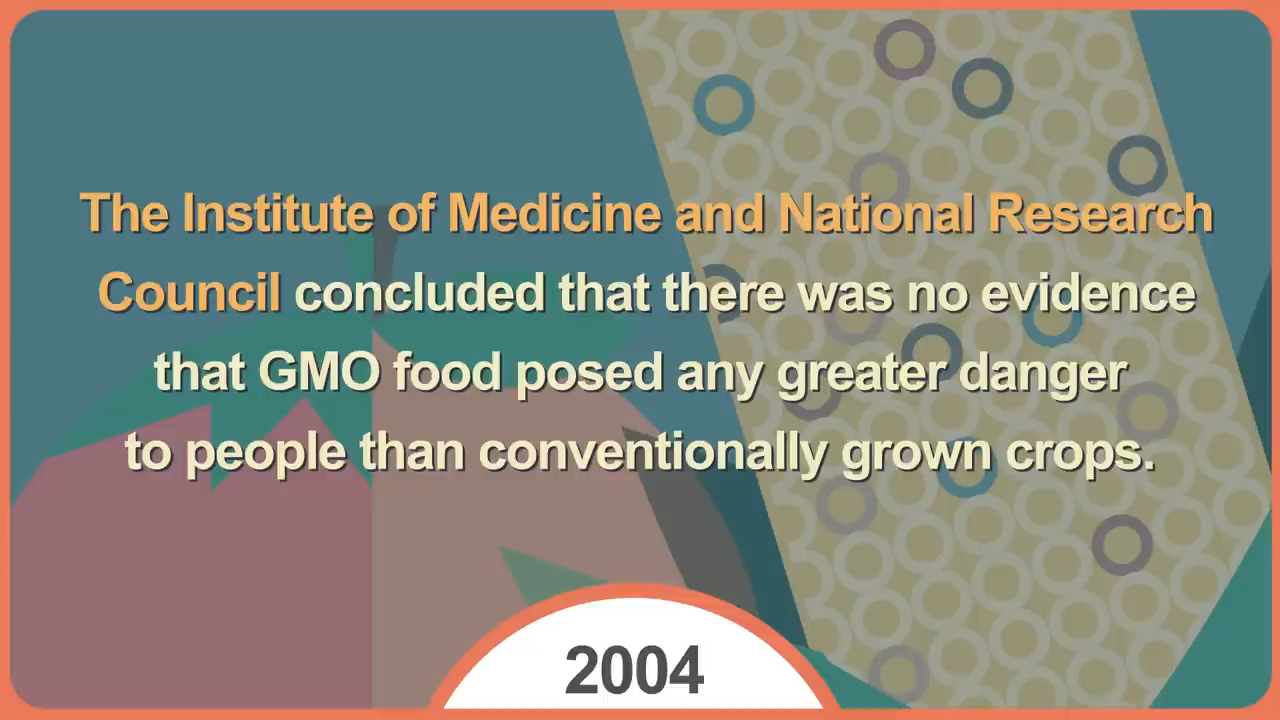 The Institute of Medicine and National Research
Council concluded that there was no evidence
that GMO food posed any greater danger
to people than conventionally grown crops.
2004